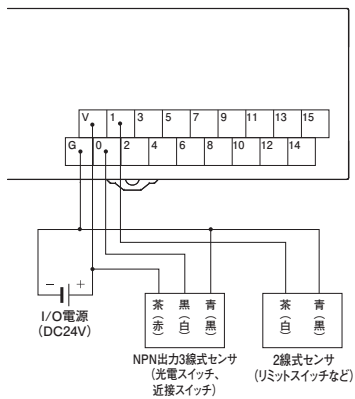 V 1 3 5 7 9 11 13 15
G 0 2 4 6 8 10 12 14
− +
I/O電源
(DC24V)
茶(赤) 黒(白) 青(黒)
茶(白) 青(黒)
NPN出力3線式センサ
(光電スイッチ、
近接スイッチ)
2線式センサ
(リミットスイッチなど)